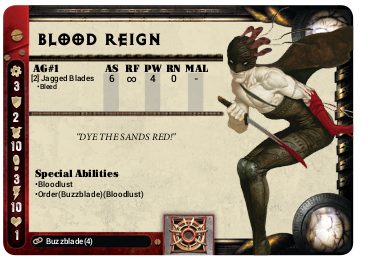 BLOOD REIGN
AG#1 AS RF PW RN MAL
[2] Jagged Blades 6 ∞ 4 0 -
•Bleed
3
2
10
3
10
1
"DYE THE SANDS RED!"
Special Abilities
•Bloodlust
•Order(Buzzblade)(Bloodlust)
Buzzblade(4)